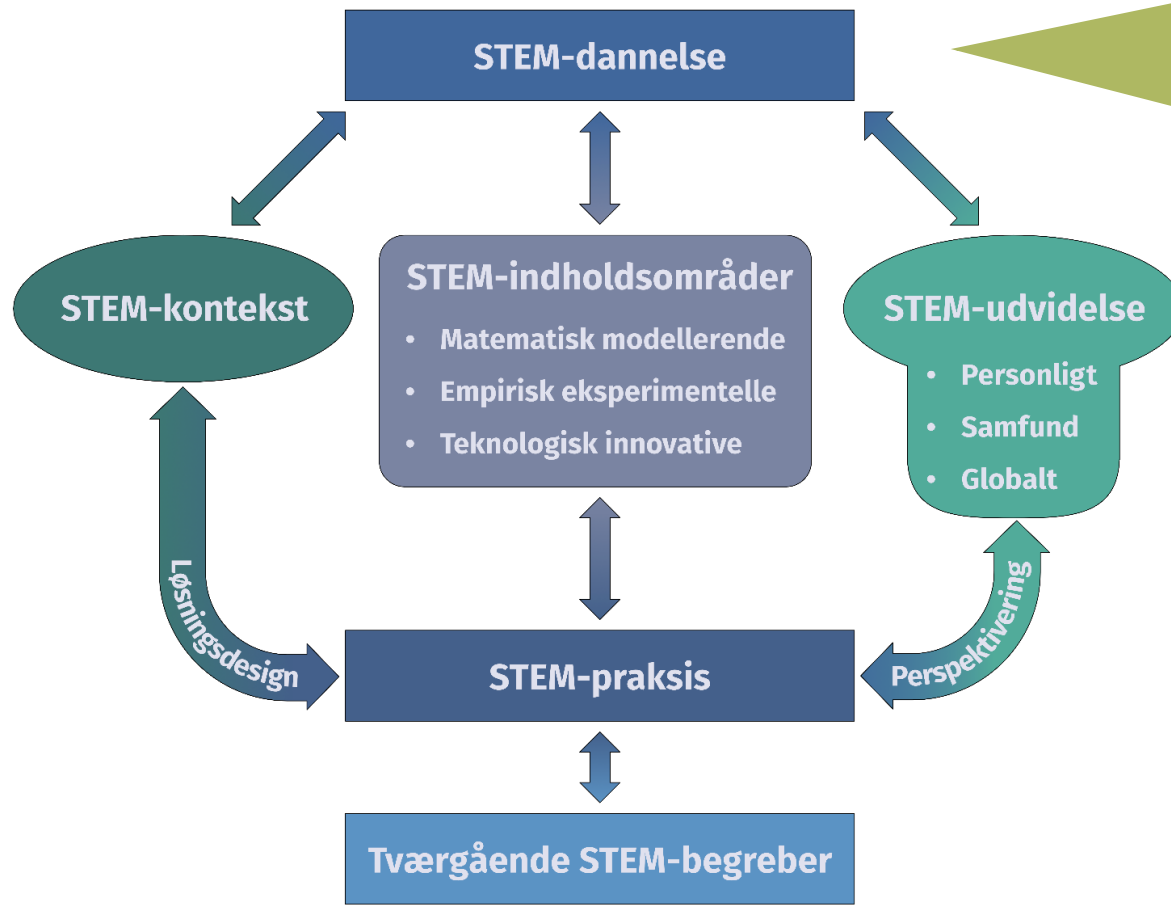 STEM-dannelse
STEM-kontekst
STEM-indholdsområder
• Matematisk modellerende
• Empirisk eksperimentelle
• Teknologisk innovative
STEM-udvidelse
• Personligt
• Samfund
• Globalt
Løsningsdesign
Perspektivering
STEM-praksis
Tværgående STEM-begreber